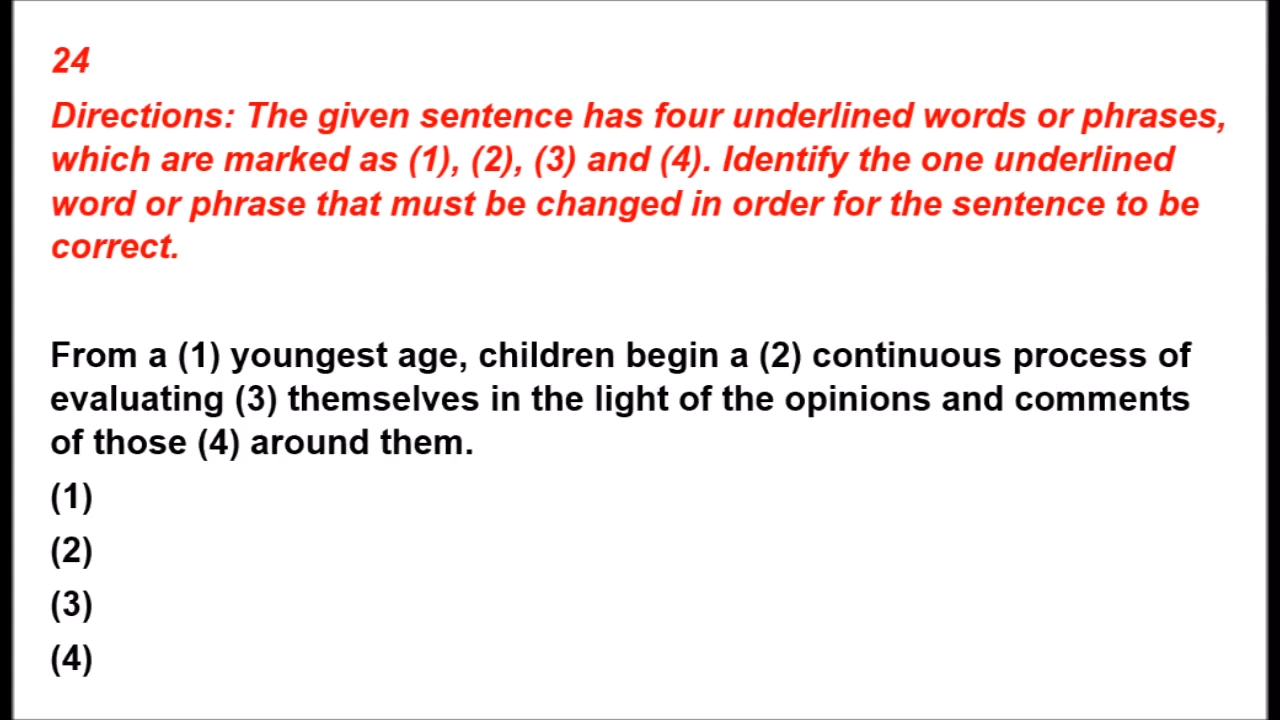 24
Directions: The given sentence has four underlined words or phrases,
which are marked as (1), (2), (3) and (4). Identify the one underlined
word or phrase that must be changed in order for the sentence to be
correct.
From a (1) youngest age, children begin a (2) continuous process of
evaluating (3) themselves in the light of the opinions and comments
of those (4) around them.
(1)
(2)
(3)
(4)